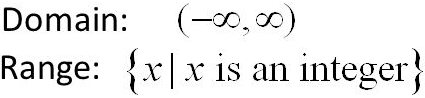 Domain: (−∞, ∞)
Range: {x | x is an integer}